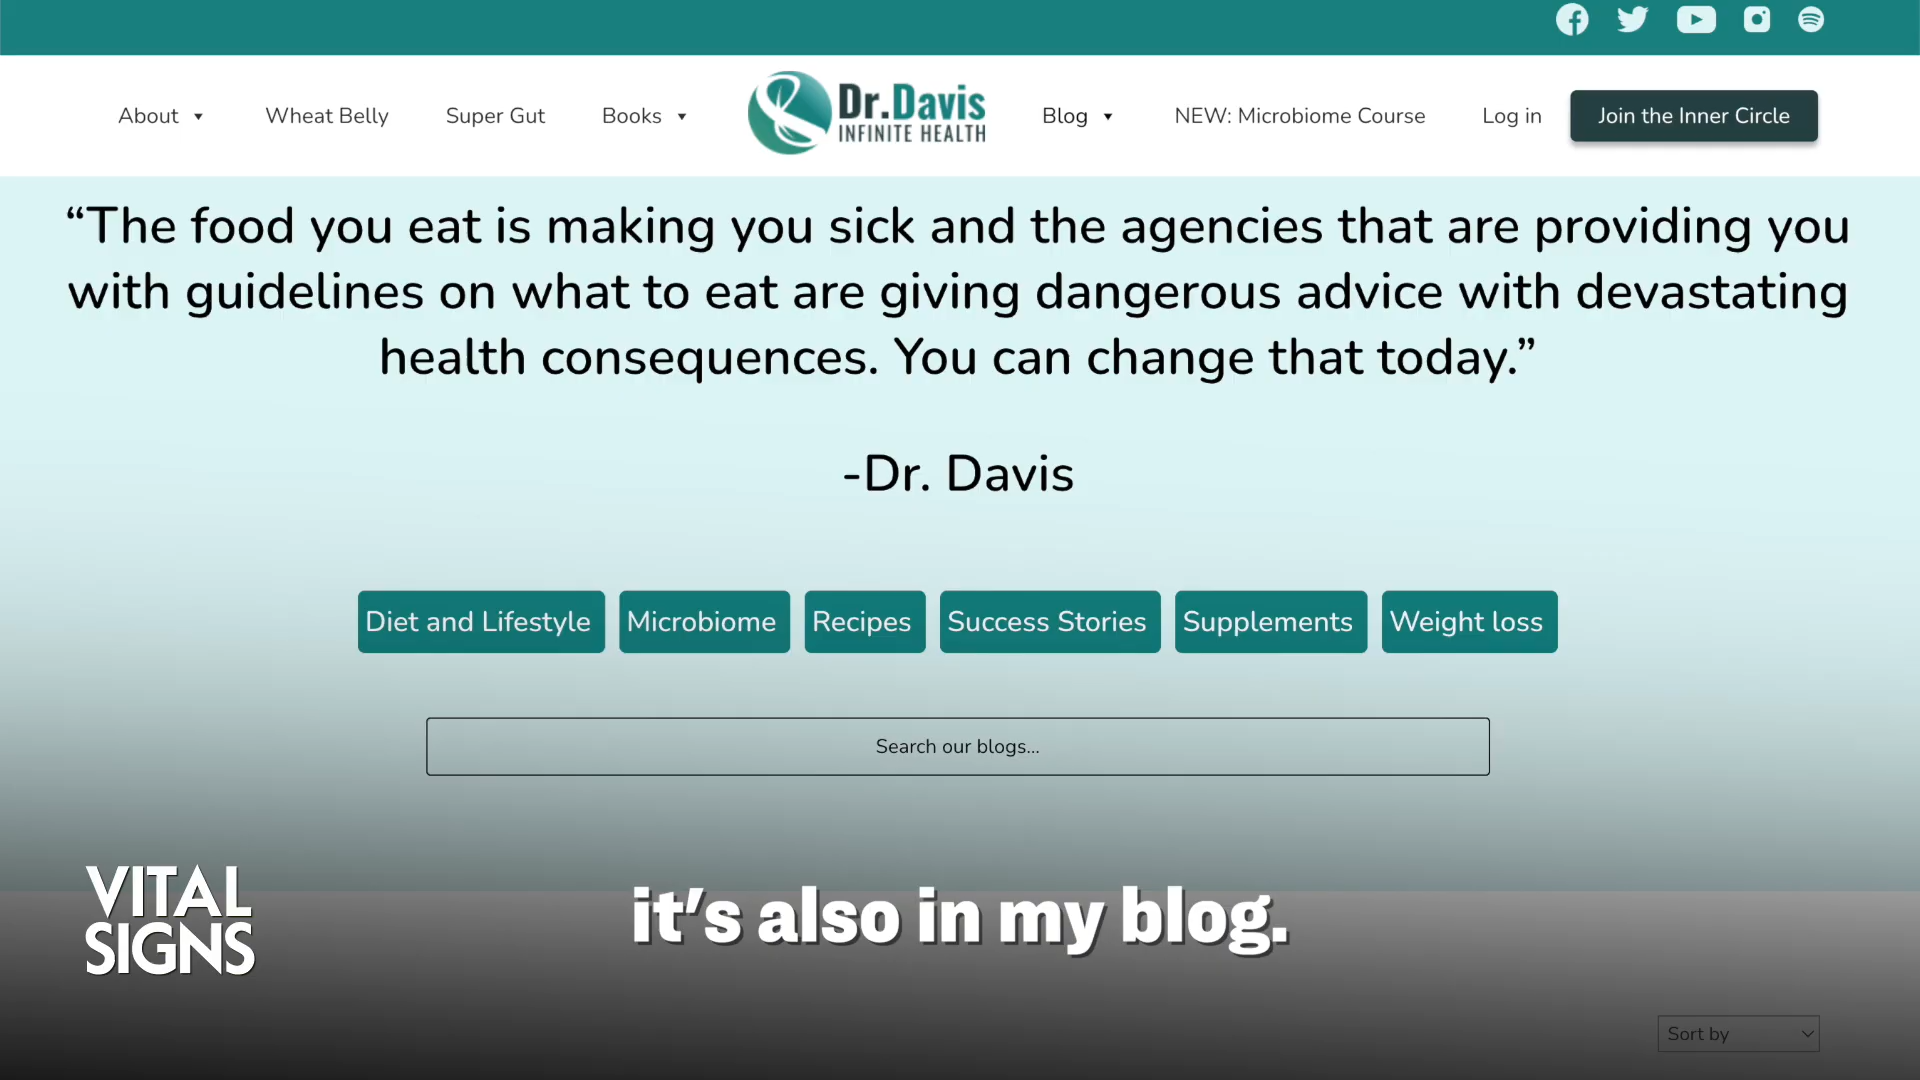 About
Wheat Belly
Super Gut
Books
Dr.Davis
INFINITE HEALTH
Blog
NEW: Microbiome Course
Log in
Join the Inner Circle
“The food you eat is making you sick and the agencies that are providing you
with guidelines on what to eat are giving dangerous advice with devastating
health consequences. You can change that today.”
-Dr. Davis
Diet and Lifestyle
Microbiome
Recipes
Success Stories
Supplements
Weight loss
Search our blogs...
VITAL
SIGNS
it’s also in my blog.
Sort by